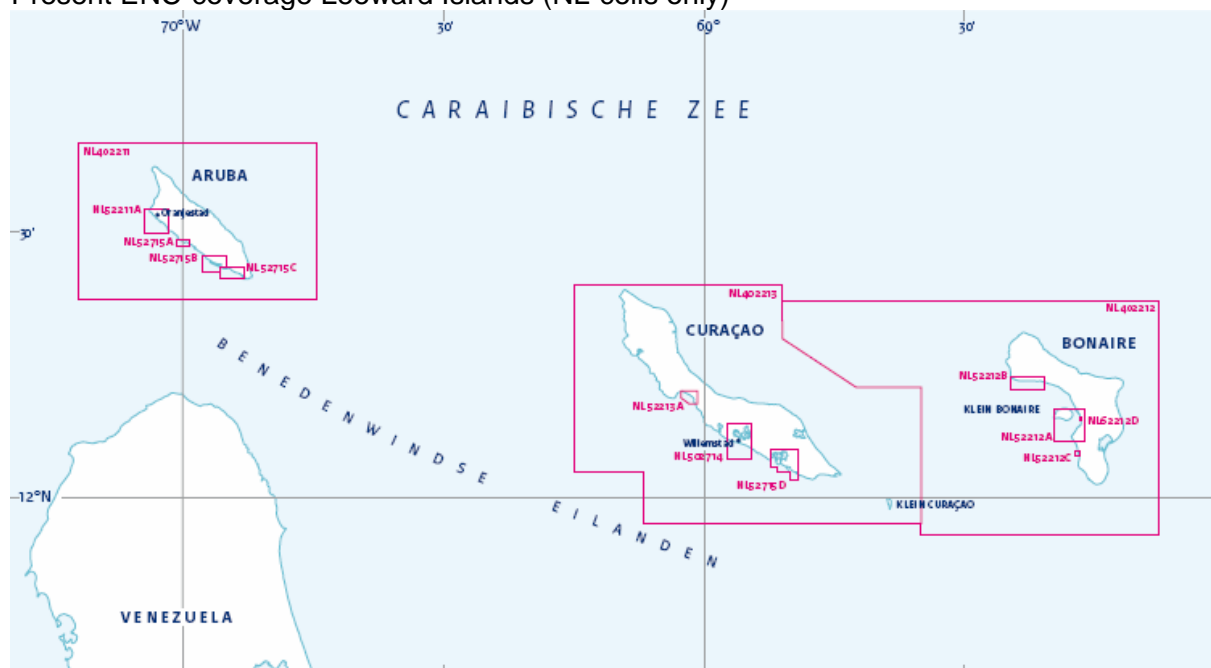 Present ENC coverage Leeward Islands (NL cells only)
70°W
30'
69°
30'
CARAIBISCHE ZEE
NL402211
ARUBA
NL52211A
Oranjestad
30'
NL52715A
NL52715B
NL52715C
NL402213
NL402212
CURAÇAO
BONAIRE
BENEDENWINDSE EILANDEN
NL52212B
NL52213A
KLEIN BONAIRE
NL62212D
NL52212A
Willemstad
NL502714
NL52212C
NL52715D
12°N
KLEIN CURAÇAO
VENEZUELA